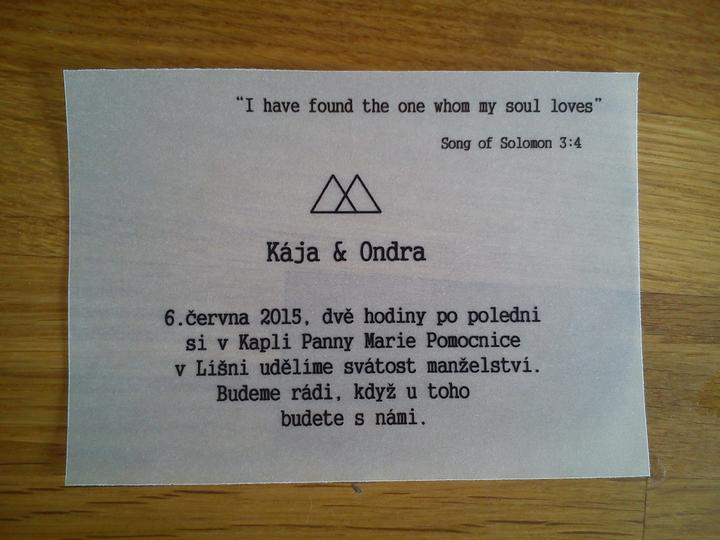 “I have found the one whom my soul loves”
Song of Solomon 3:4
Kája & Ondra
6.června 2015, dvě hodiny po poledni
si v Kapli Panny Marie Pomocnice
v Líšni udělíme svátost manželství.
Budeme rádi, když u toho
budete s námi.